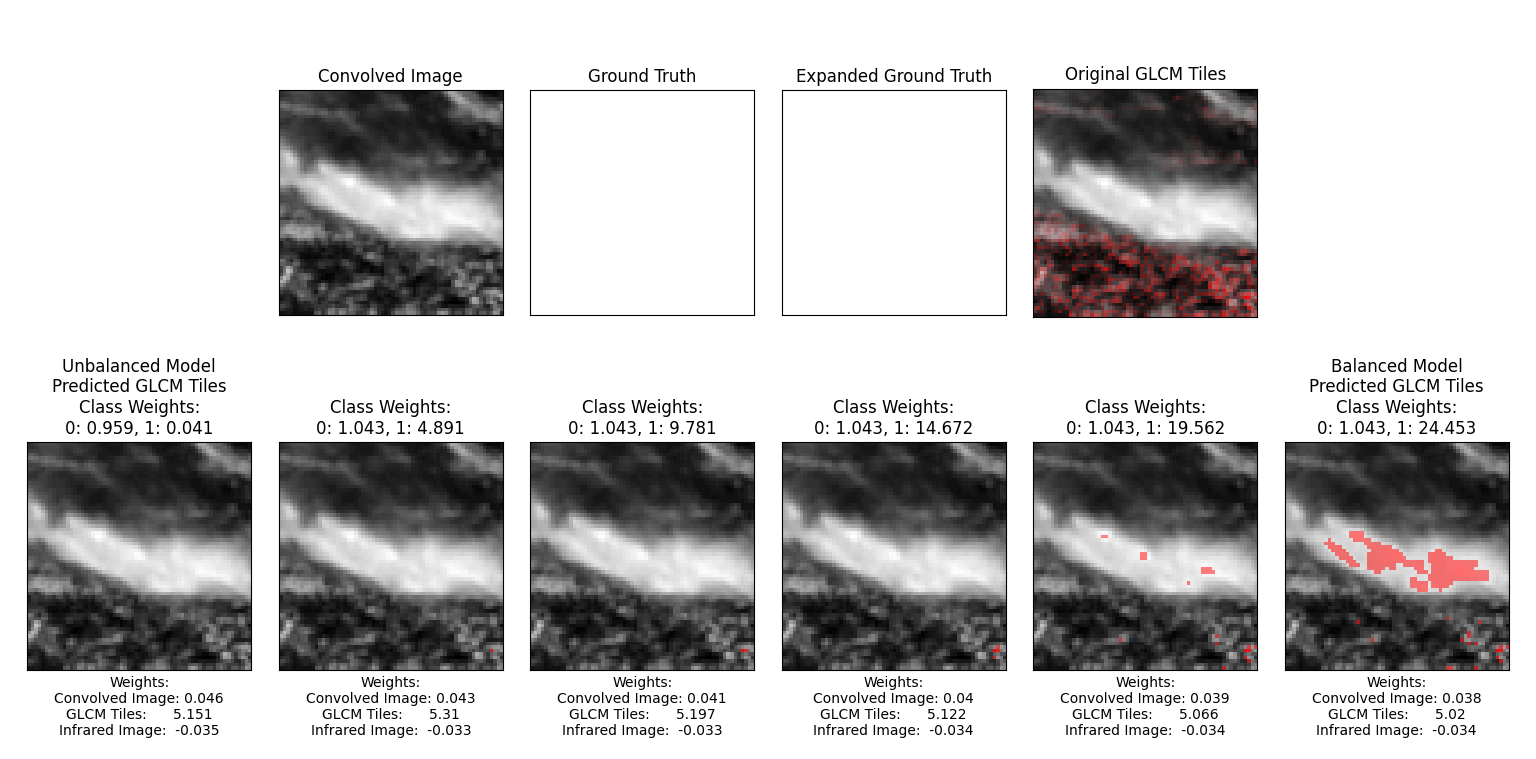 Convolved Image
Ground Truth
Expanded Ground Truth
Original GLCM Tiles
Unbalanced Model
Predicted GLCM Tiles
Class Weights:
0: 0.959, 1: 0.041
Class Weights:
0: 1.043, 1: 4.891
Class Weights:
0: 1.043, 1: 9.781
Class Weights:
0: 1.043, 1: 14.672
Class Weights:
0: 1.043, 1: 19.562
Balanced Model
Predicted GLCM Tiles
Class Weights:
0: 1.043, 1: 24.453
Weights:
Convolved Image: 0.046
GLCM Tiles: 5.151
Infrared Image: -0.035
Weights:
Convolved Image: 0.043
GLCM Tiles: 5.31
Infrared Image: -0.033
Weights:
Convolved Image: 0.041
GLCM Tiles: 5.197
Infrared Image: -0.033
Weights:
Convolved Image: 0.04
GLCM Tiles: 5.122
Infrared Image: -0.034
Weights:
Convolved Image: 0.039
GLCM Tiles: 5.066
Infrared Image: -0.034
Weights:
Convolved Image: 0.038
GLCM Tiles: 5.02
Infrared Image: -0.034